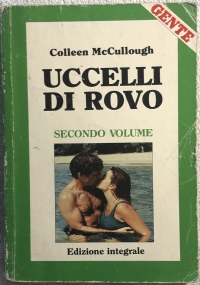 GENTE
Colleen McCullough
UCCELLI
DI ROVO
SECONDO VOLUME
Edizione integrale